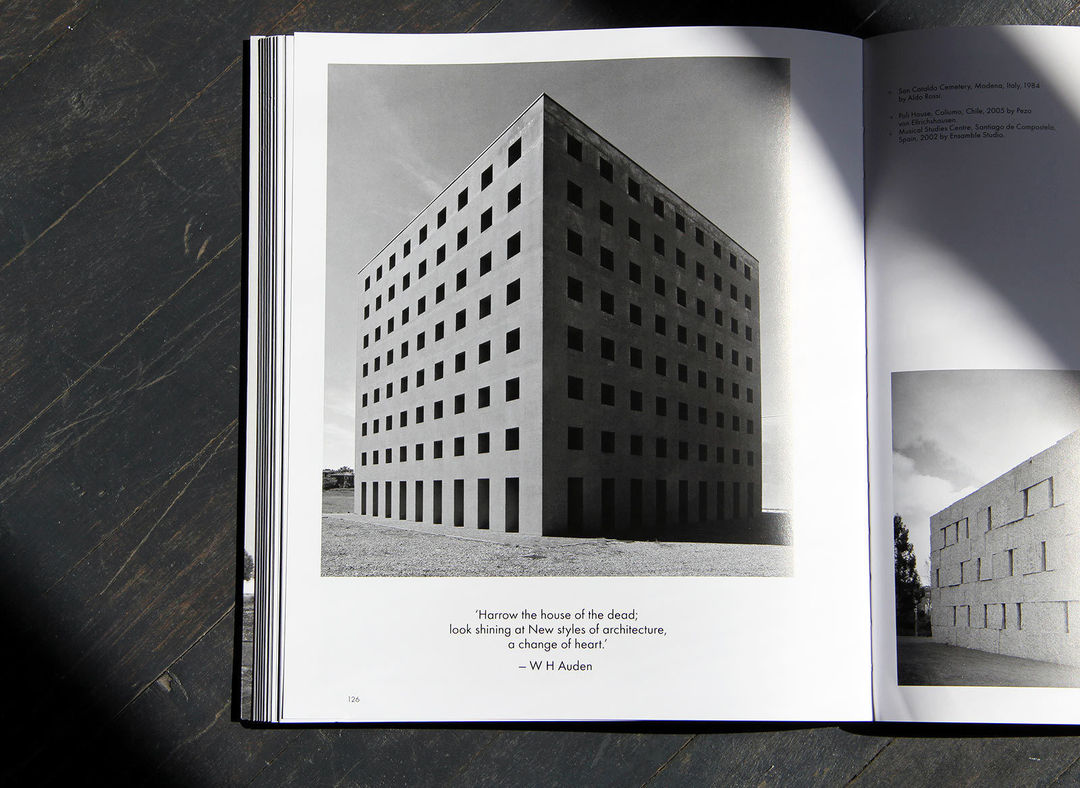 ‘Harrow the house of the dead;
look shining at New styles of architecture,
a change of heart.’
– W H Auden
126
San Cataldo Cemetery, Modena, Italy, 1984
by Aldo Rossi.
Poli House, Coliumo, Chile, 2005 by Pezo
von Ellrichshausen.
Musical Studies Centre, Santiago de Compostela,
Spain, 2002 by Ensamble Studio.